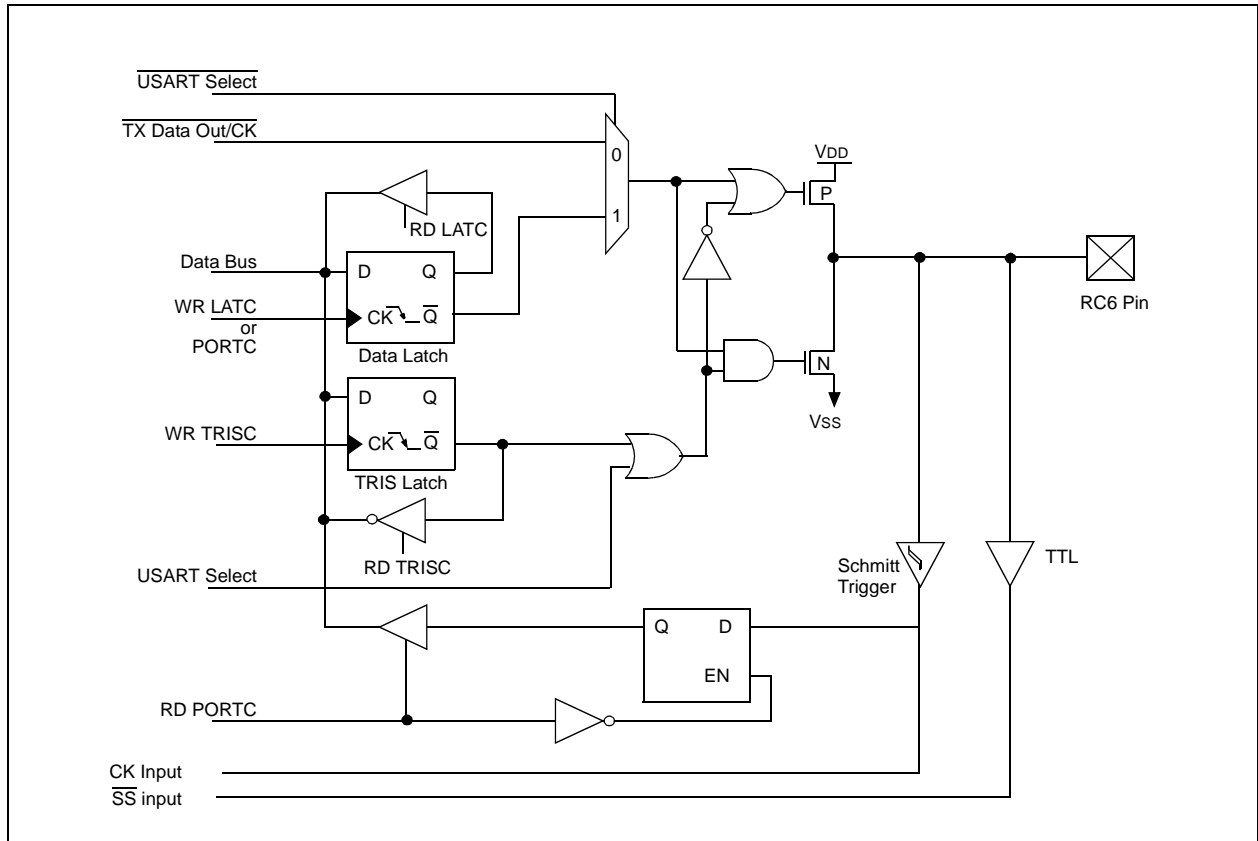 USART Select
TX Data Out/CK
0
VDD
P
1
RD LATC
Data Bus
D Q
RC6 Pin
WR LATC
or
PORTC
CK Q
Data Latch
N
VSS
D Q
WR TRISC
CK Q
TRIS Latch
RD TRISC
Schmitt
Trigger
TTL
USART Select
Q D
EN
RD PORTC
CK Input
SS input